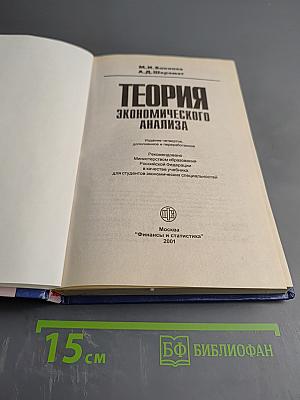 М.И. Баканов
А.Д. Шеремет
ТЕОРИЯ
ЭКОНОМИЧЕСКОГО
АНАЛИЗА
Издание четвертое,
дополненное и переработанное
Рекомендовано
Министерством образования
Российской Федерации
в качестве учебника
для студентов экономических специальностей
Москва
"Финансы и статистика"
2001
15 см
БФ БИБЛИОФАН